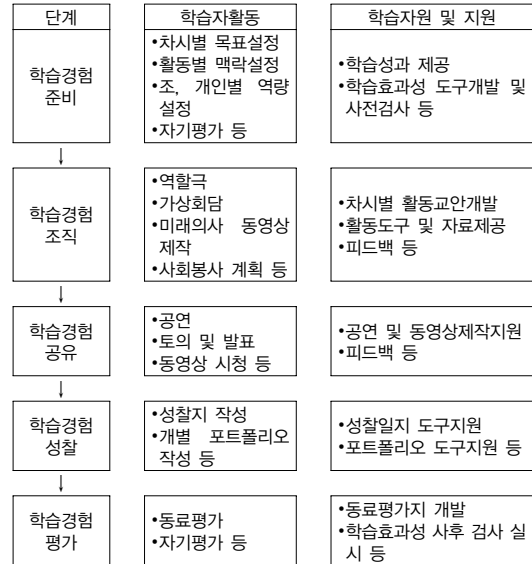 단계
학습자활동
학습자원 및 지원
학습경험
준비
•차시별 목표설정
•활동별 맥락설정
•조, 개인별 역량
설정
•자기평가 등
•학습성과 제공
•학습효과성 도구개발 및
사전검사 등
↓
학습경험
조직
•역할극
•가상회담
•미래의사 동영상
제작
•사회봉사 계획 등
•차시별 활동교안개발
•활동도구 및 자료제공
•피드백 등
↓
학습경험
공유
•공연
•토의 및 발표
•동영상 시청 등
•공연 및 동영상제작지원
•피드백 등
↓
학습경험
성찰
•성찰지 작성
•개별 포트폴리오
작성 등
•성찰일지 도구지원
•포트폴리오 도구지원 등
↓
학습경험
평가
•동료평가
•자기평가 등
•동료평가지 개발
•학습효과성 사후 검사 실
시 등